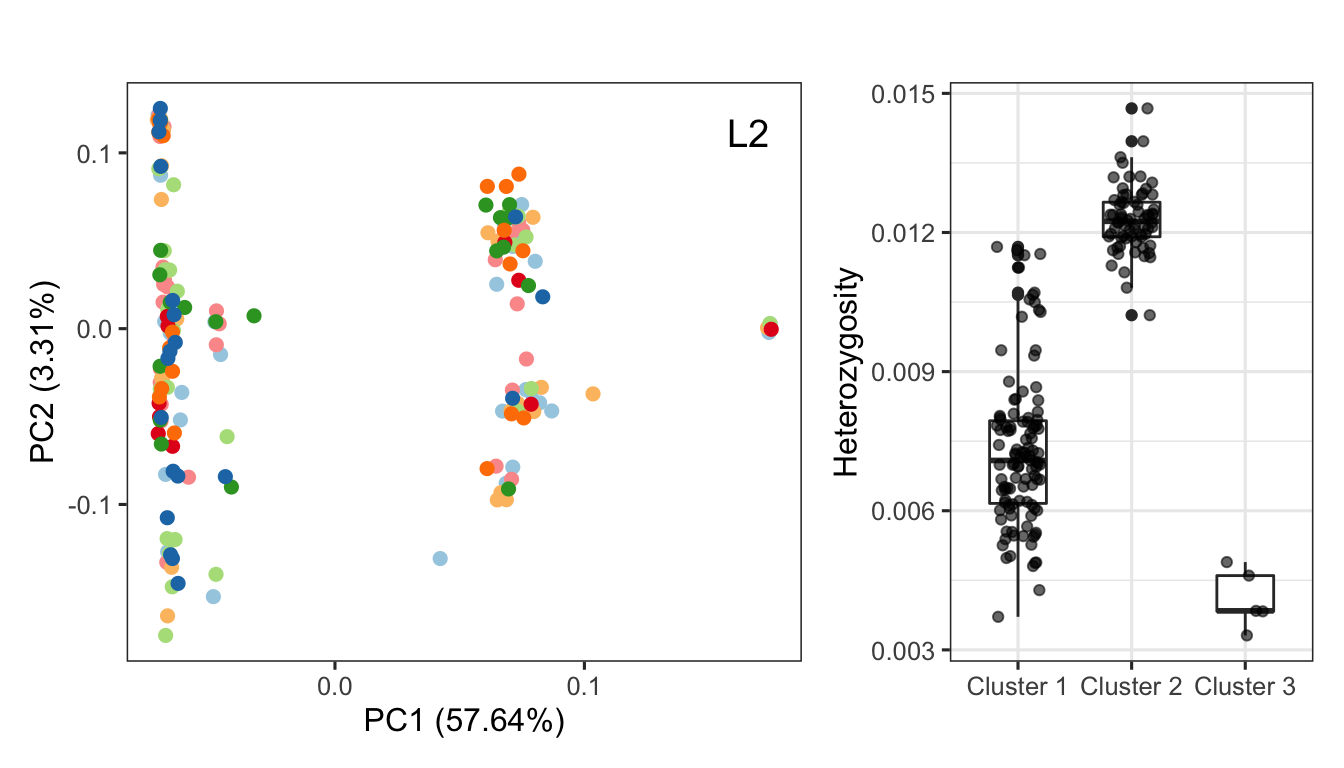 L2
0.1
0.0
-0.1
PC2 (3.31%)
0.0 0.1
PC1 (57.64%)
0.015
0.012
0.009
0.006
0.003
Heterozygosity
Cluster 1 Cluster 2 Cluster 3